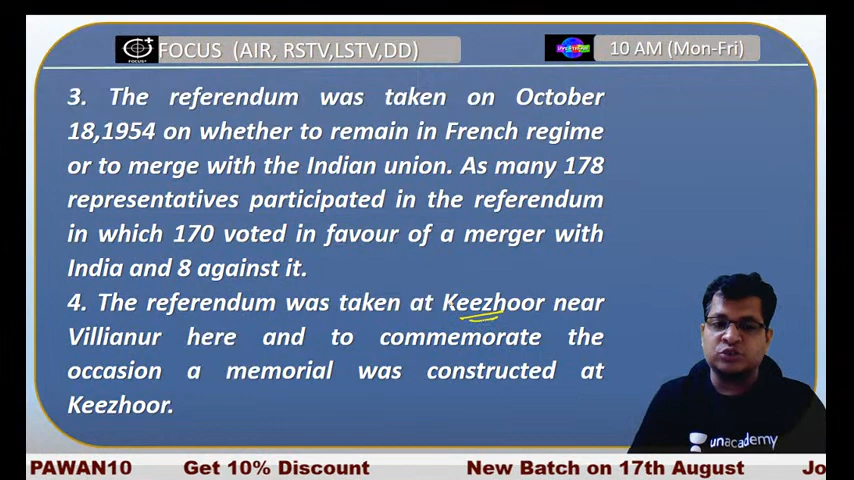 FOCUS (AIR, RSTV,LSTV,DD)
10 AM (Mon-Fri)
3. The referendum was taken on October
18,1954 on whether to remain in French regime
or to merge with the Indian union. As many 178
representatives participated in the referendum
in which 170 voted in favour of a merger with
India and 8 against it.
4. The referendum was taken at Keezhoor near
Villianur here and to commemorate the
occasion a memorial was constructed at
Keezhoor.
unacademy
PAWAN10 Get 10% Discount New Batch on 17th August Jo